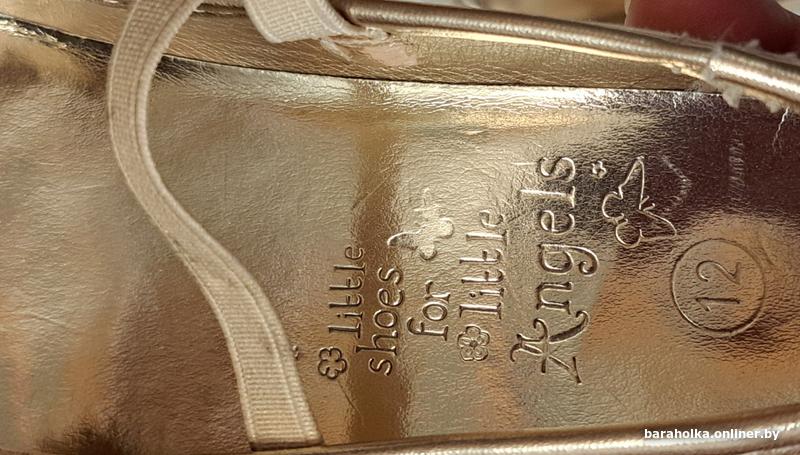 little
shoes
for
little
Angels
12
baraholka.onliner.by